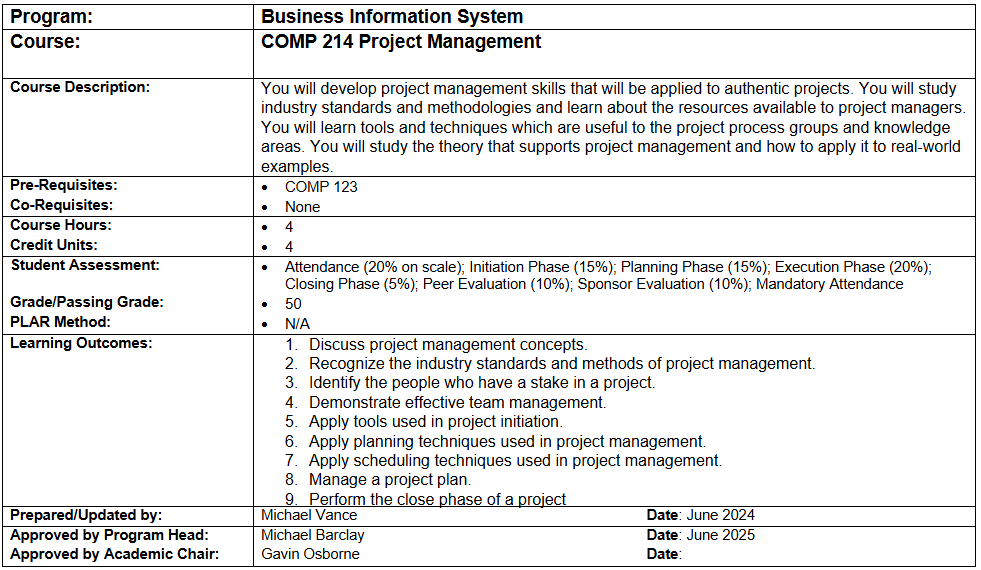 Program: Business Information System
Course: COMP 214 Project Management
Course Description: You will develop project management skills that will be applied to authentic projects. You will study
industry standards and methodologies and learn about the resources available to project managers.
You will learn tools and techniques which are useful to the project process groups and knowledge
areas. You will study the theory that supports project management and how to apply it to real-world
examples.
Pre-Requisites: • COMP 123
Co-Requisites: • None
Course Hours: • 4
Credit Units: • 4
Student Assessment: • Attendance (20% on scale); Initiation Phase (15%); Planning Phase (15%); Execution Phase (20%);
Closing Phase (5%); Peer Evaluation (10%); Sponsor Evaluation (10%); Mandatory Attendance
Grade/Passing Grade: • 50
PLAR Method: • N/A
Learning Outcomes: 1. Discuss project management concepts.
2. Recognize the industry standards and methods of project management.
3. Identify the people who have a stake in a project.
4. Demonstrate effective team management.
5. Apply tools used in project initiation.
6. Apply planning techniques used in project management.
7. Apply scheduling techniques used in project management.
8. Manage a project plan.
9. Perform the close phase of a project
Prepared/Updated by: Michael Vance Date: June 2024
Approved by Program Head: Michael Barclay Date: June 2025
Approved by Academic Chair: Gavin Osborne Date: